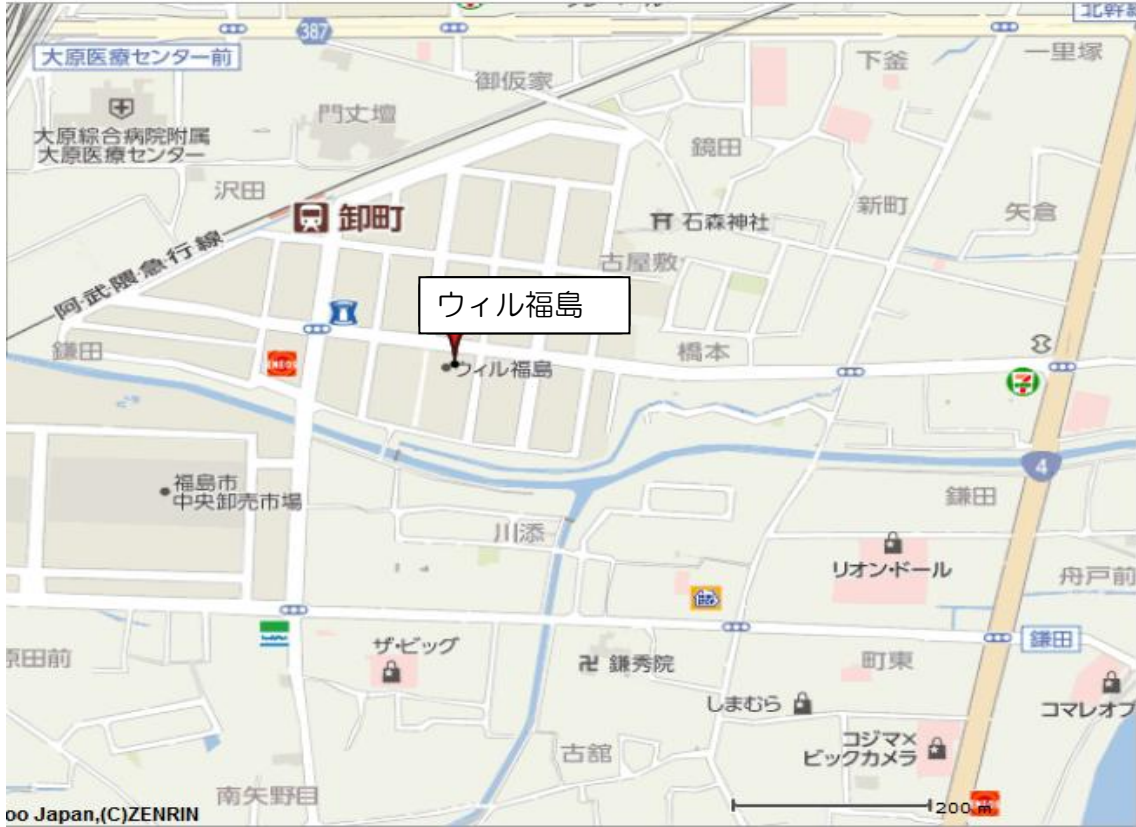 北幹線
387
大原医療センター前
下釜
一里塚
御仮家
門丈壇
大原綜合病院附属
大原医療センター
鏡田
沢田
新町
矢倉
卸町
石森神社
阿武隈急行線
古屋敷
ウィル福島
鎌田
橋本
ENEOS
ウィル福島
7
4
福島市
中央卸売市場
鎌田
川添
リオン・ドール
舟戸前
FamilyMart
原田前
ザ・ビッグ
卍 鎌秀院
町東
鎌田
しまむら
コマレオプ
コジマ×
ビックカメラ
古舘
南矢野目
oo Japan,(C)ZENRIN
200 m